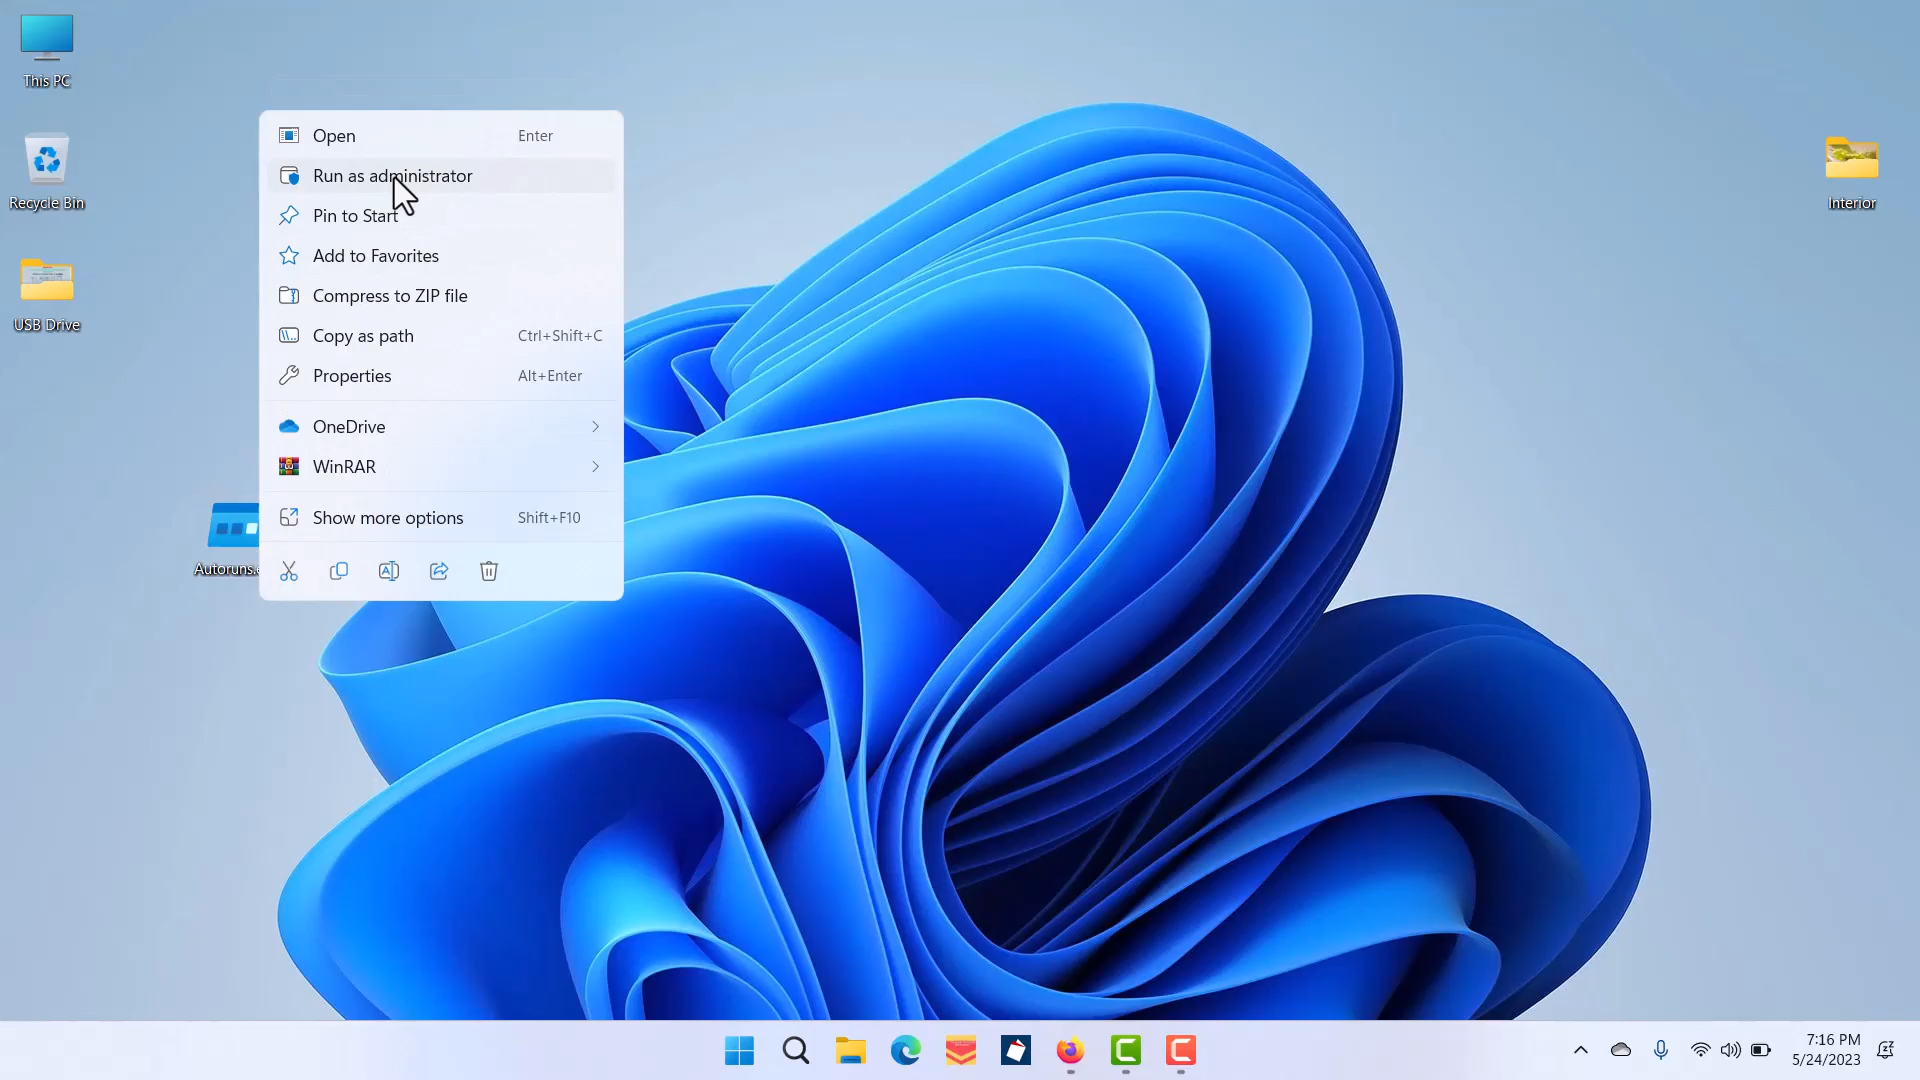 This PC
Recycle Bin
USB Drive
Interior
Open Enter
Run as administrator
Pin to Start
Add to Favorites
Compress to ZIP file
Copy as path Ctrl+Shift+C
Properties Alt+Enter
OneDrive
WinRAR
Show more options Shift+F10
Autoruns.e
7:16 PM
5/24/2023